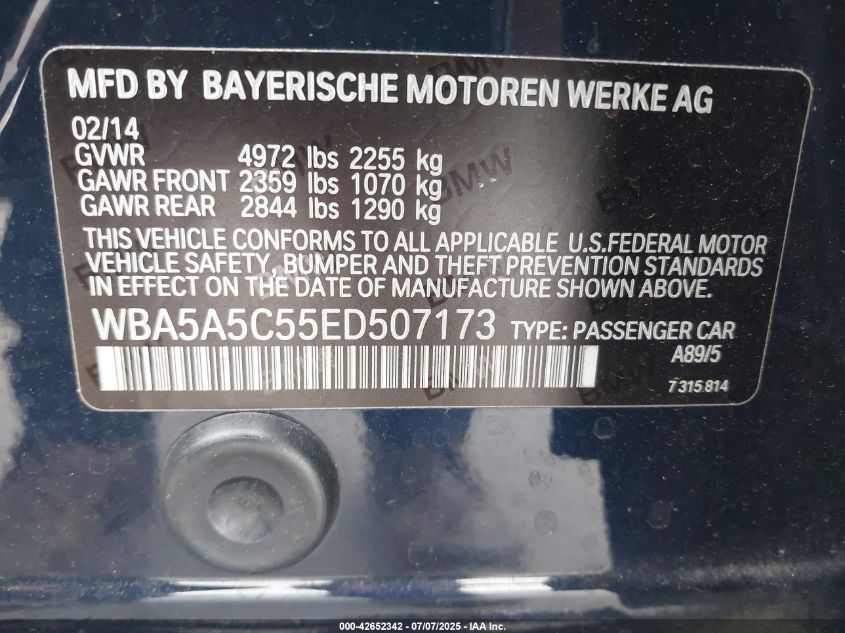 MFD BY BAYERISCHE MOTOREN WERKE AG
02/14
GVWR 4972 lbs 2255 kg
GAWR FRONT 2359 lbs 1070 kg
GAWR REAR 2844 lbs 1290 kg
THIS VEHICLE CONFORMS TO ALL APPLICABLE U.S.FEDERAL MOTOR
VEHICLE SAFETY, BUMPER AND THEFT PREVENTION STANDARDS
IN EFFECT ON THE DATE OF MANUFACTURE SHOWN ABOVE.
WBA5A5C55ED507173 TYPE: PASSENGER CAR
A89/5
7 315 814
000-42652342 - 07/07/2025 - IAA Inc.